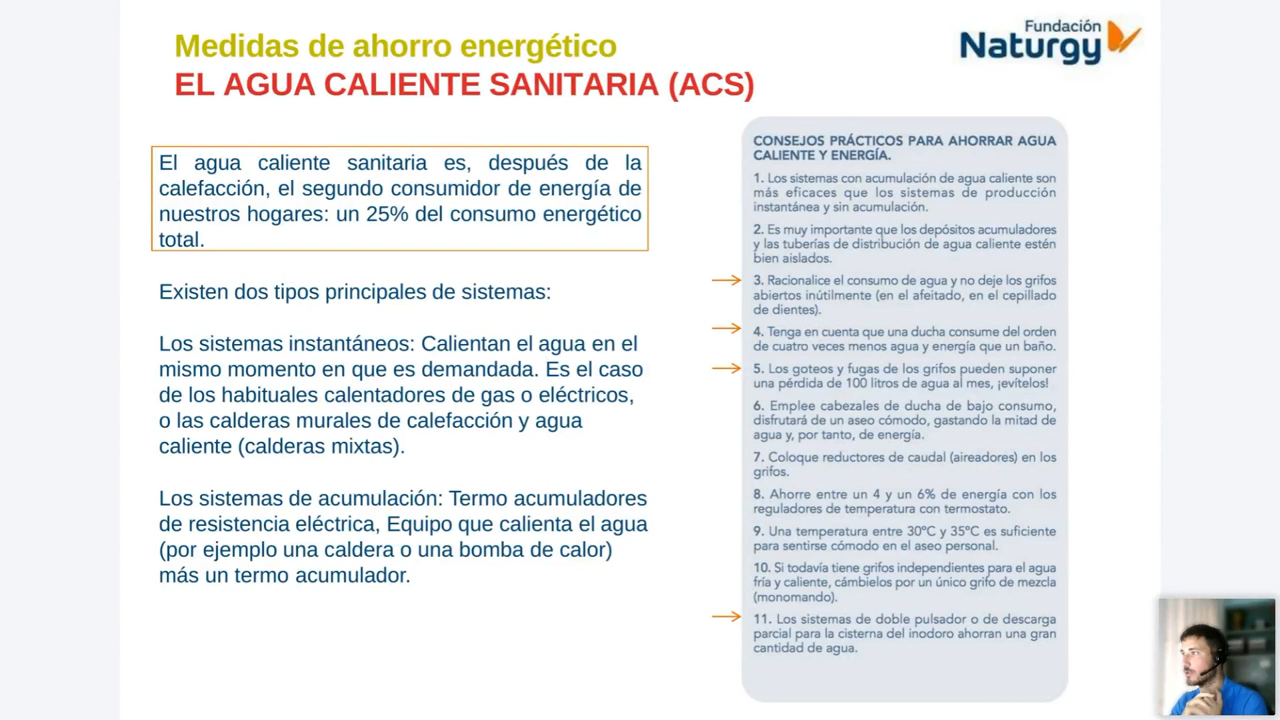 Medidas de ahorro energético
EL AGUA CALIENTE SANITARIA (ACS)
Fundación
Naturgy
El agua caliente sanitaria es, después de la
calefacción, el segundo consumidor de energía de
nuestros hogares: un 25% del consumo energético
total.
Existen dos tipos principales de sistemas:
Los sistemas instantáneos: Calientan el agua en el
mismo momento en que es demandada. Es el caso
de los habituales calentadores de gas o eléctricos,
o las calderas murales de calefacción y agua
caliente (calderas mixtas).
Los sistemas de acumulación: Termo acumuladores
de resistencia eléctrica, Equipo que calienta el agua
(por ejemplo una caldera o una bomba de calor)
más un termo acumulador.
CONSEJOS PRÁCTICOS PARA AHORRAR AGUA
CALIENTE Y ENERGÍA.
1. Los sistemas con acumulación de agua caliente son
más eficaces que los sistemas de producción
instantánea y sin acumulación.
2. Es muy importante que los depósitos acumuladores
y las tuberías de distribución de agua caliente estén
bien aislados.
3. Racionalice el consumo de agua y no deje los grifos
abiertos inútilmente (en el afeitado, en el cepillado
de dientes).
4. Tenga en cuenta que una ducha consume del orden
de cuatro veces menos agua y energía que un baño.
5. Los goteos y fugas de los grifos pueden suponer
una pérdida de 100 litros de agua al mes, ¡evítelos!
6. Emplee cabezales de ducha de bajo consumo,
disfrutará de un aseo cómodo, gastando la mitad de
agua y, por tanto, de energía.
7. Coloque reductores de caudal (aireadores) en los
grifos.
8. Ahorre entre un 4 y un 6% de energía con los
reguladores de temperatura con termostato.
9. Una temperatura entre 30ºC y 35ºC es suficiente
para sentirse cómodo en el aseo personal.
10. Si todavía tiene grifos independientes para el agua
fría y caliente, cámbielos por un único grifo de mezcla
(monomando).
11. Los sistemas de doble pulsador o de descarga
parcial para la cisterna del inodoro ahorran una gran
cantidad de agua.